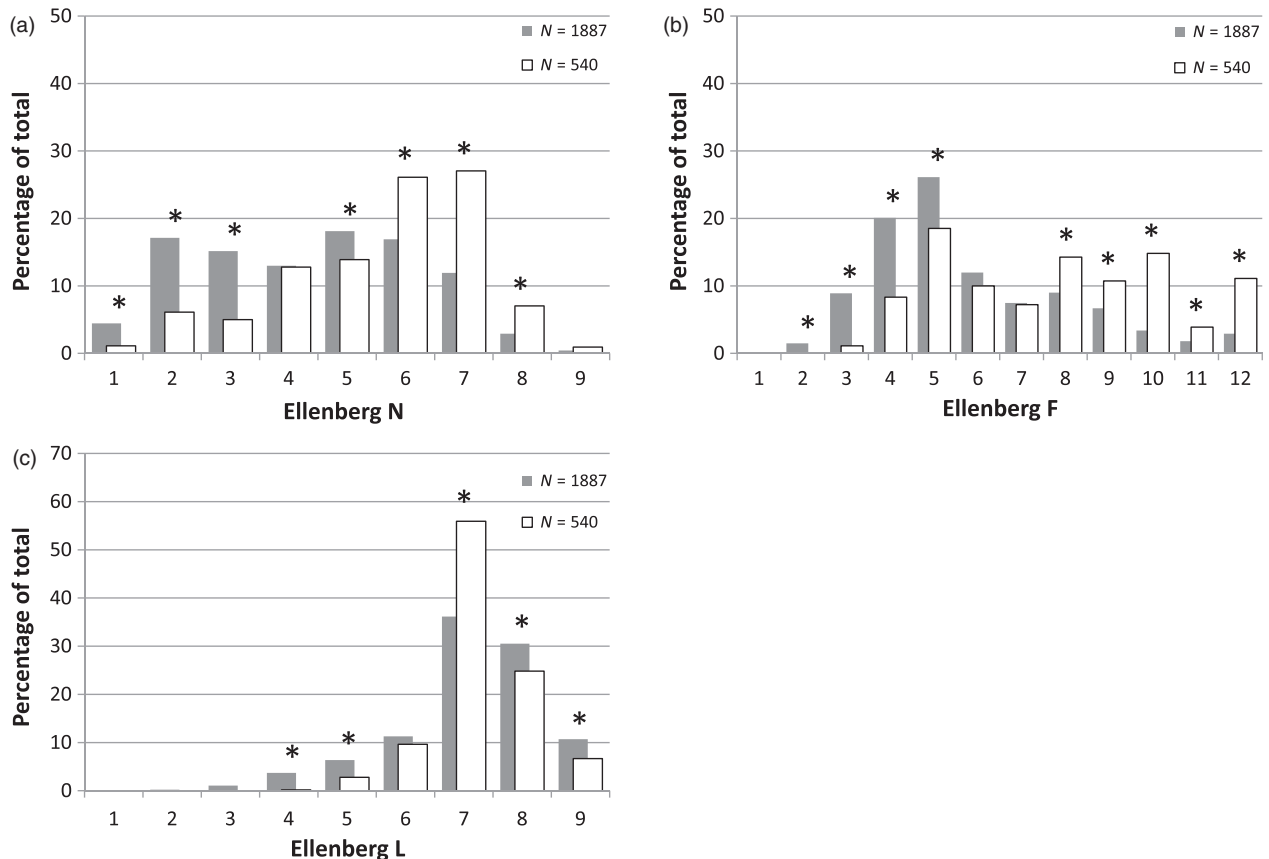 (a)
Percentage of total
50
40
30
20
10
0
N = 1887
N = 540
* * * * * * *
1 2 3 4 5 6 7 8 9
Ellenberg N
(b)
Percentage of total
50
40
30
20
10
0
N = 1887
N = 540
* * * * * * * * *
1 2 3 4 5 6 7 8 9 10 11 12
Ellenberg F
(c)
Percentage of total
70
60
50
40
30
20
10
0
N = 1887
N = 540
* * * * *
1 2 3 4 5 6 7 8 9
Ellenberg L